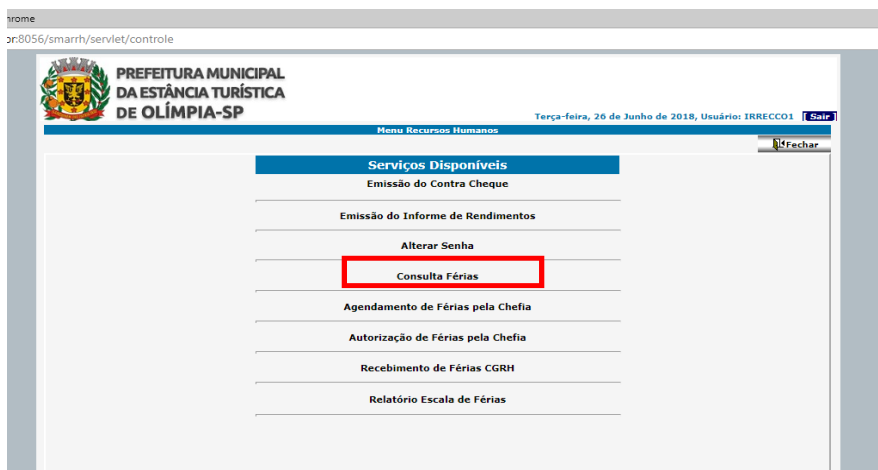 hrome
or:8056/smarrh/servlet/controle
PREFEITURA MUNICIPAL
DA ESTÂNCIA TURÍSTICA
DE OLÍMPIA-SP
Terça-feira, 26 de Junho de 2018, Usuário: IRRECCO1 [Sair]
Menu Recursos Humanos
Fechar
Serviços Disponíveis
Emissão do Contra Cheque
Emissão do Informe de Rendimentos
Alterar Senha
Consulta Férias
Agendamento de Férias pela Chefia
Autorização de Férias pela Chefia
Recebimento de Férias CGRH
Relatório Escala de Férias